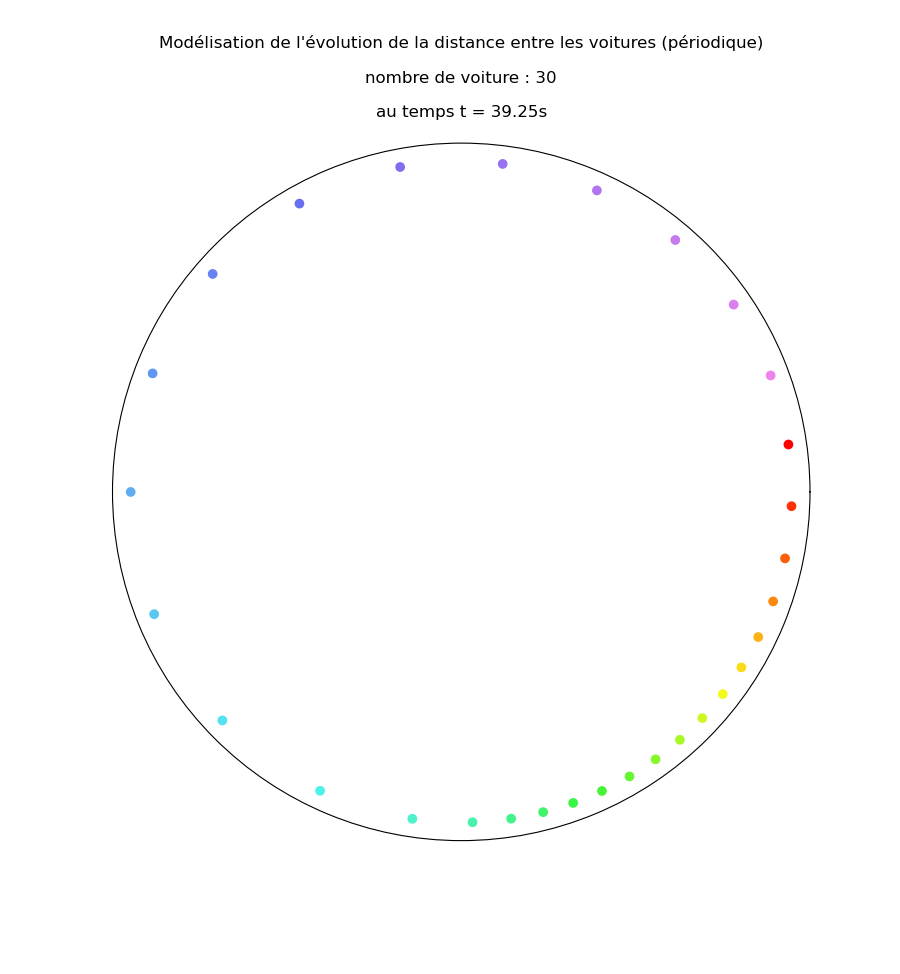 Modélisation de l'évolution de la distance entre les voitures (périodique)
nombre de voiture : 30
au temps t = 39.25s